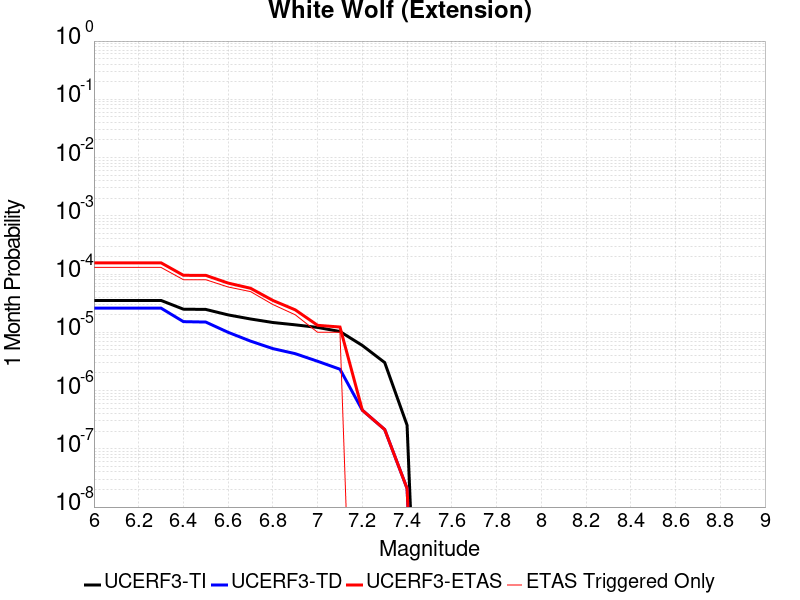 White Wolf (Extension)
10^0
10^-1
10^-2
10^-3
10^-4
10^-5
10^-6
10^-7
10^-8
1 Month Probability
6 6.2 6.4 6.6 6.8 7 7.2 7.4 7.6 7.8 8 8.2 8.4 8.6 8.8 9
Magnitude
UCERF3-TI UCERF3-TD UCERF3-ETAS ETAS Triggered Only